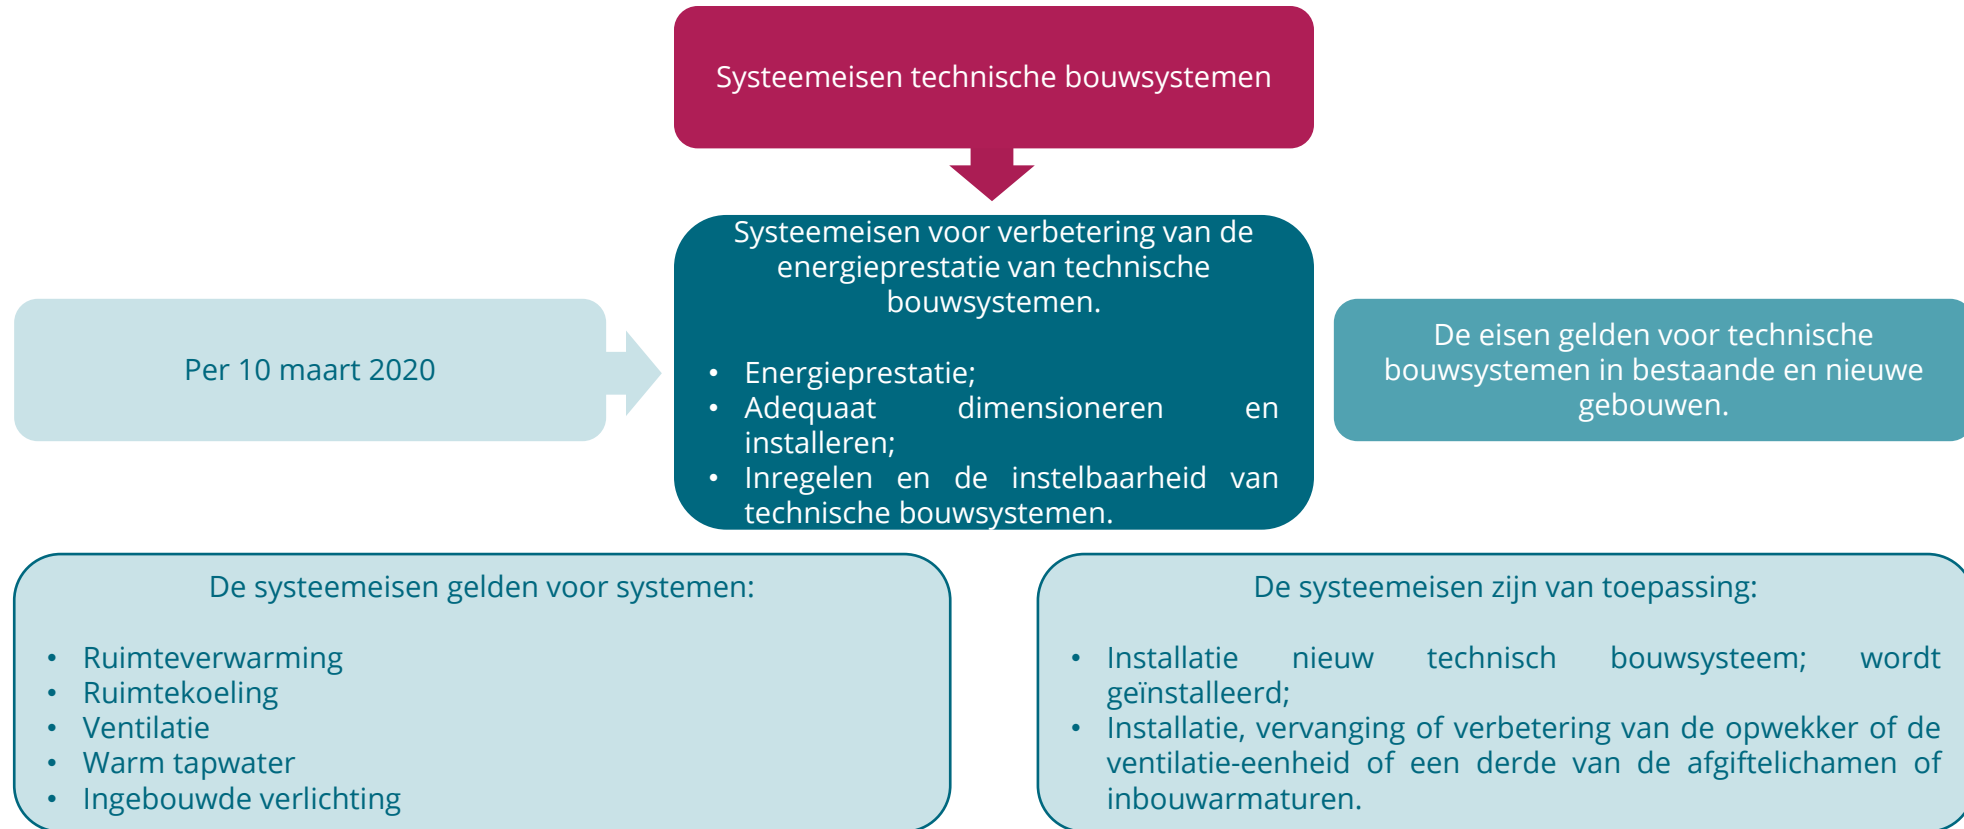 Systeemeisen technische bouwsystemen
Systeemeisen voor verbetering van de
energieprestatie van technische
bouwsystemen.
• Energieprestatie;
• Adequaat dimensioneren en
installeren;
• Inregelen en de instelbaarheid van
technische bouwsystemen.
Per 10 maart 2020
De eisen gelden voor technische
bouwsystemen in bestaande en nieuwe
gebouwen.
De systeemeisen gelden voor systemen:
• Ruimteverwarming
• Ruimtekoeling
• Ventilatie
• Warm tapwater
• Ingebouwde verlichting
De systeemeisen zijn van toepassing:
• Installatie nieuw technisch bouwsysteem; wordt
geïnstalleerd;
• Installatie, vervanging of verbetering van de opwekker of de
ventilatie-eenheid of een derde van de afgiftelichamen of
inbouwarmaturen.